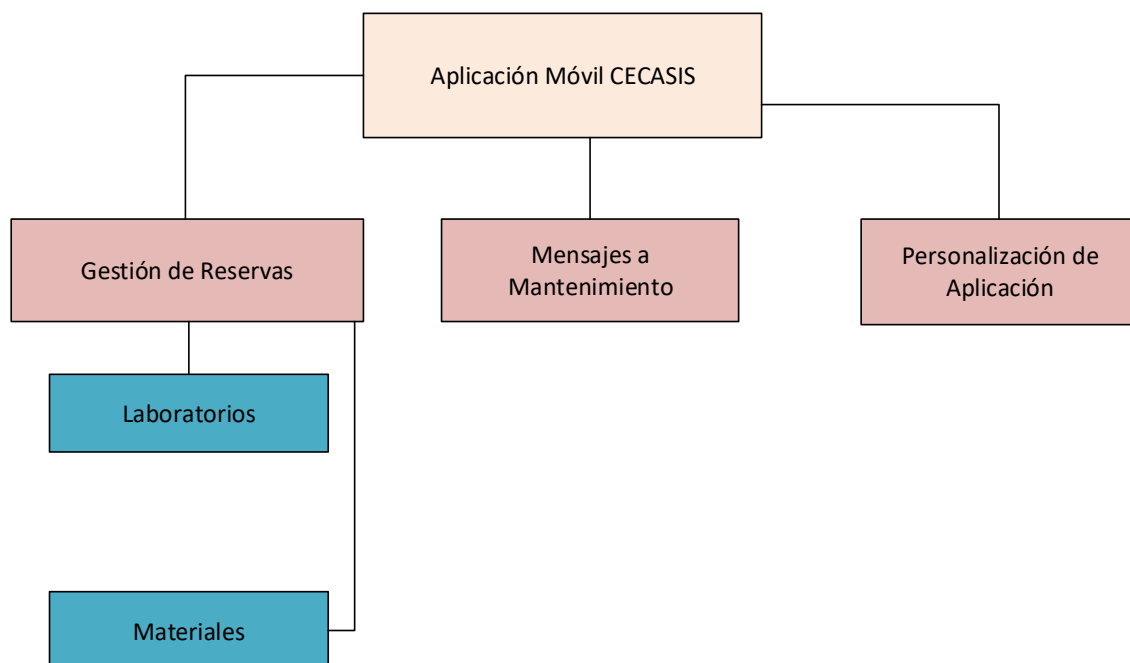 Aplicación Móvil CECASIS
Gestión de Reservas
Mensajes a
Mantenimiento
Personalización de
Aplicación
Laboratorios
Materiales